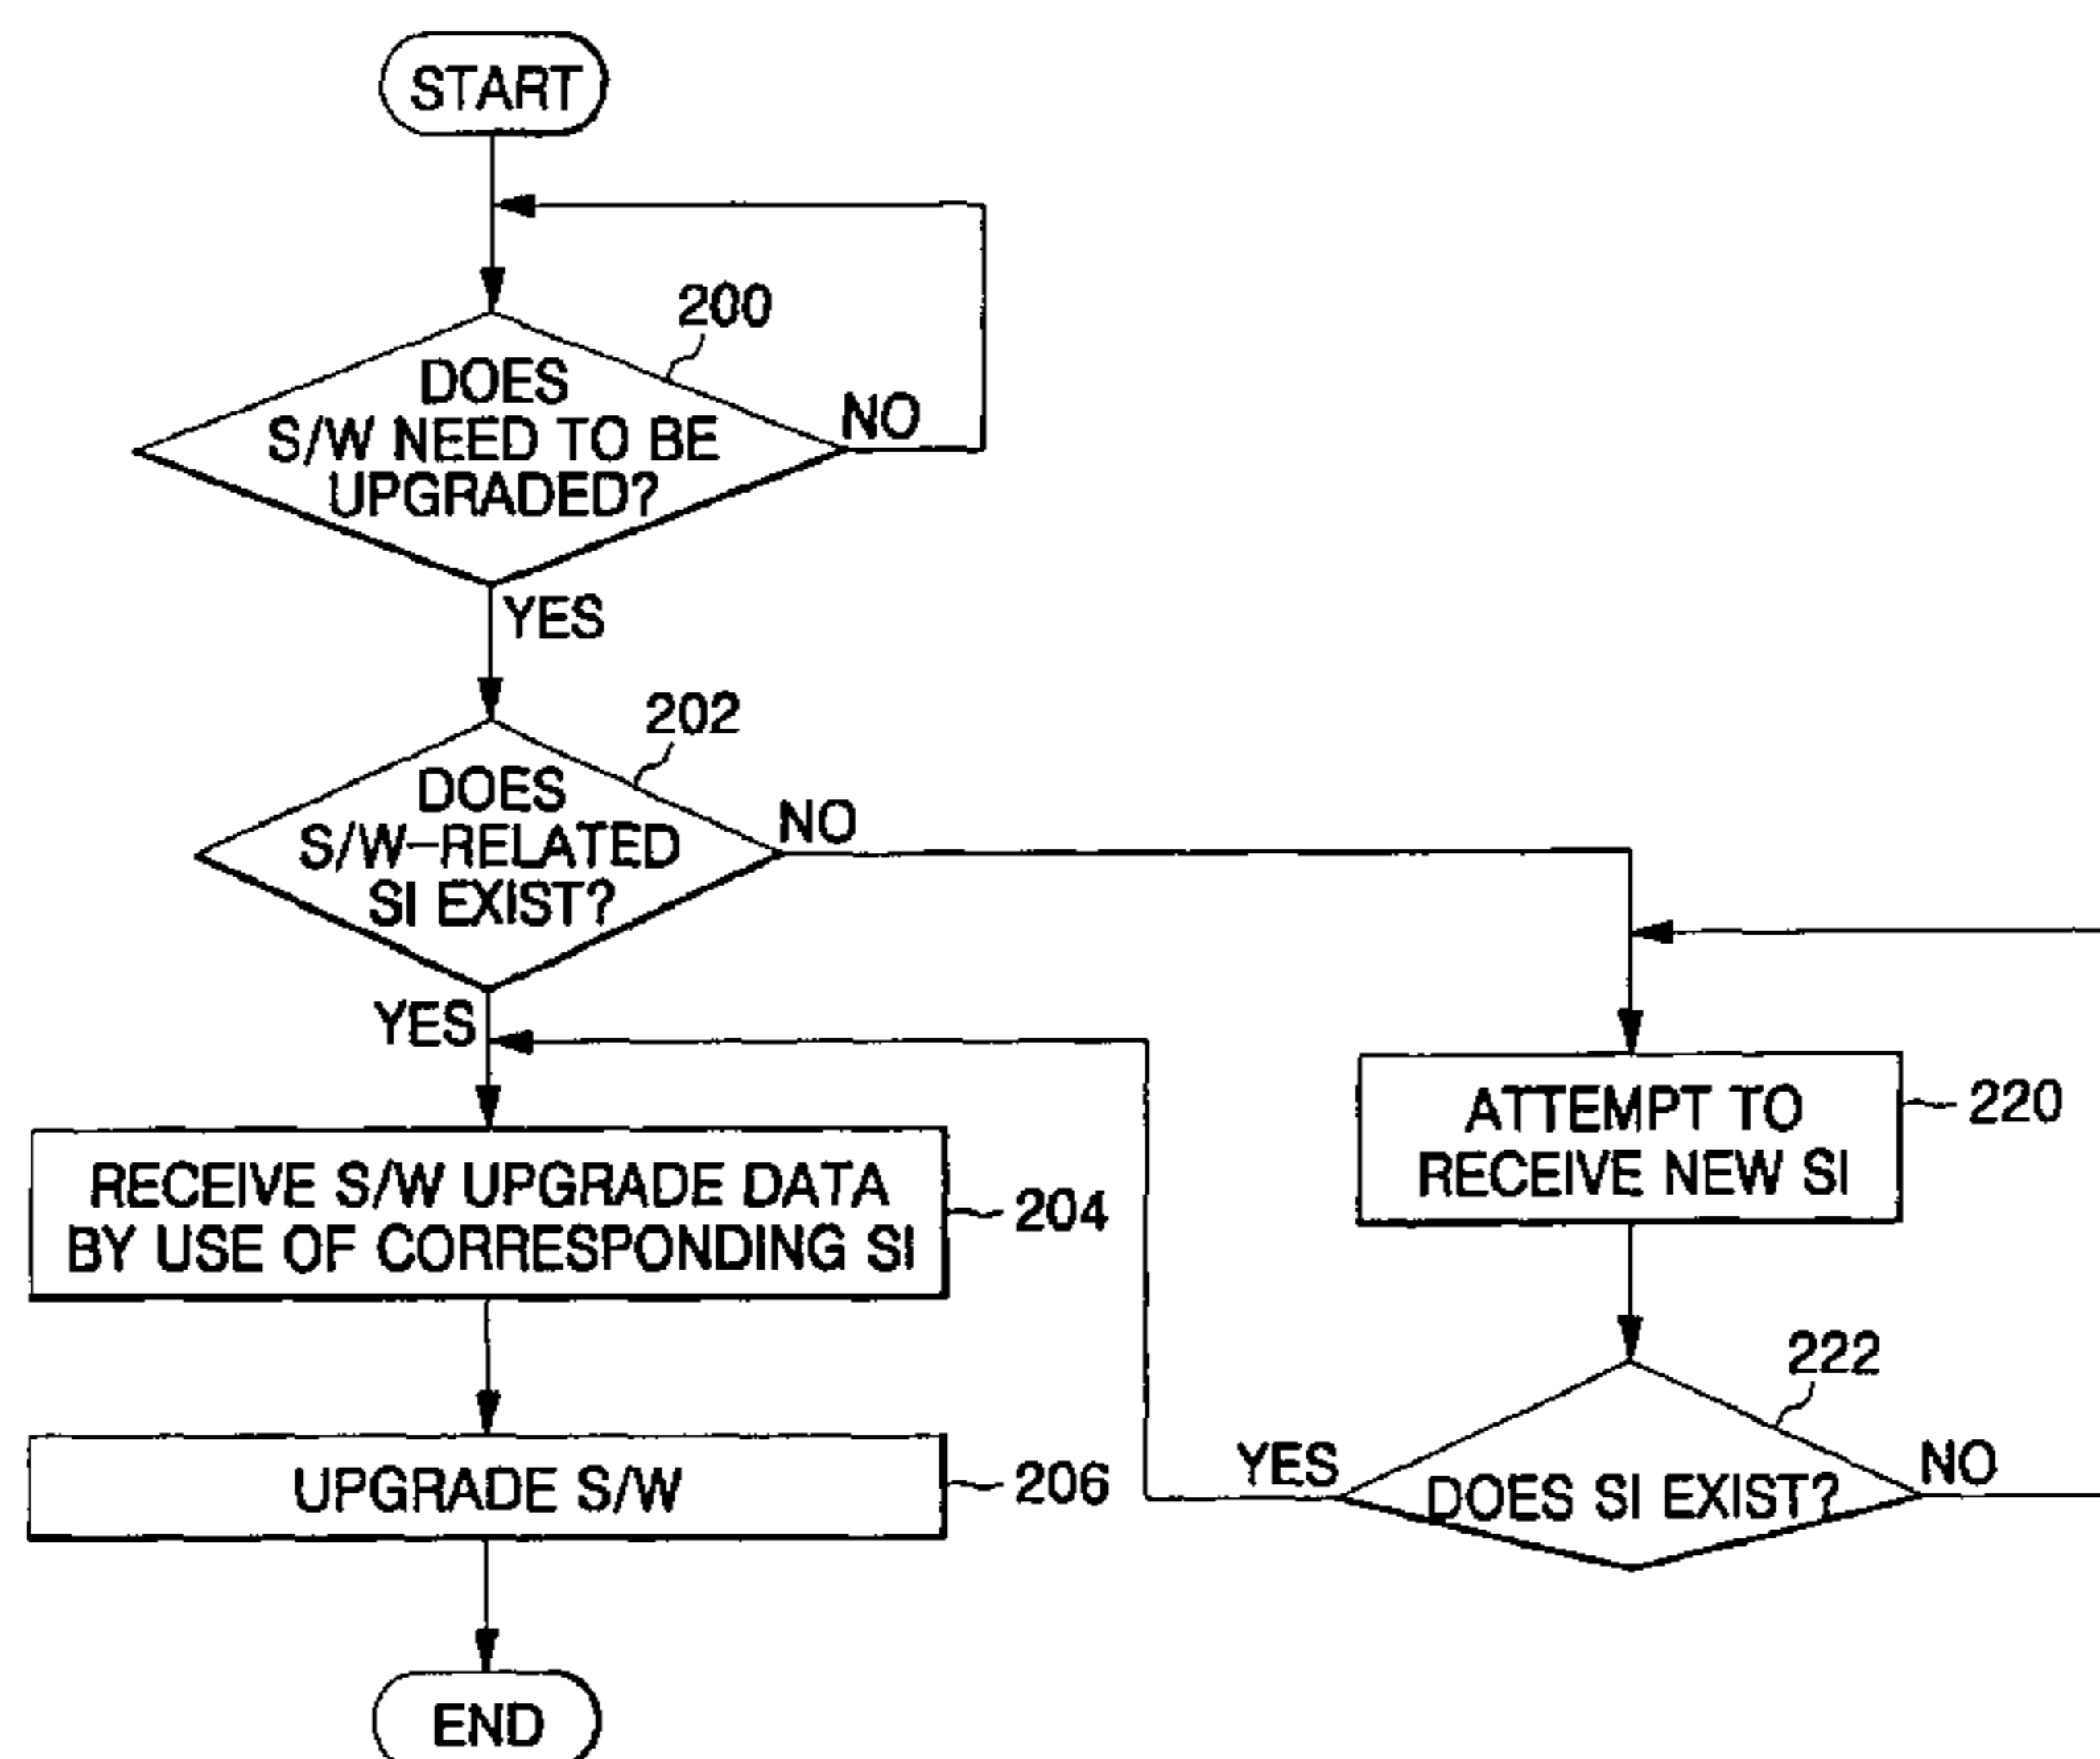 START
200
DOES
S/W NEED TO BE
UPGRADED?
NO
YES
202
DOES
S/W-RELATED
SI EXIST?
NO
YES
RECEIVE S/W UPGRADE DATA
BY USE OF CORRESPONDING SI
204
UPGRADE S/W
206
END
ATTEMPT TO
RECEIVE NEW SI
220
222
DOES SI EXIST?
YES
NO